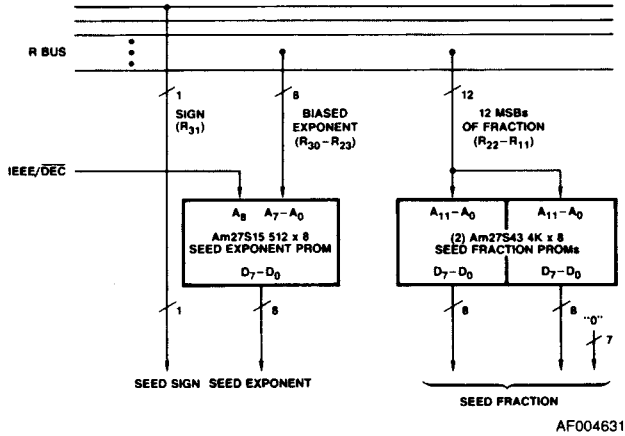 R BUS
1
8
12
SIGN
(R31)
BIASED
EXPONENT
(R30–R23)
12 MSBs
OF FRACTION
(R22–R11)
IEEE/DEC
A8 A7–A0
Am27S15 512 x 8
SEED EXPONENT PROM
D7–D0
A11–A0
A11–A0
(2) Am27S43 4K x 8
SEED FRACTION PROMs
D7–D0
D7–D0
1
8
8
8
"0"
7
SEED SIGN
SEED EXPONENT
SEED FRACTION
AF004631